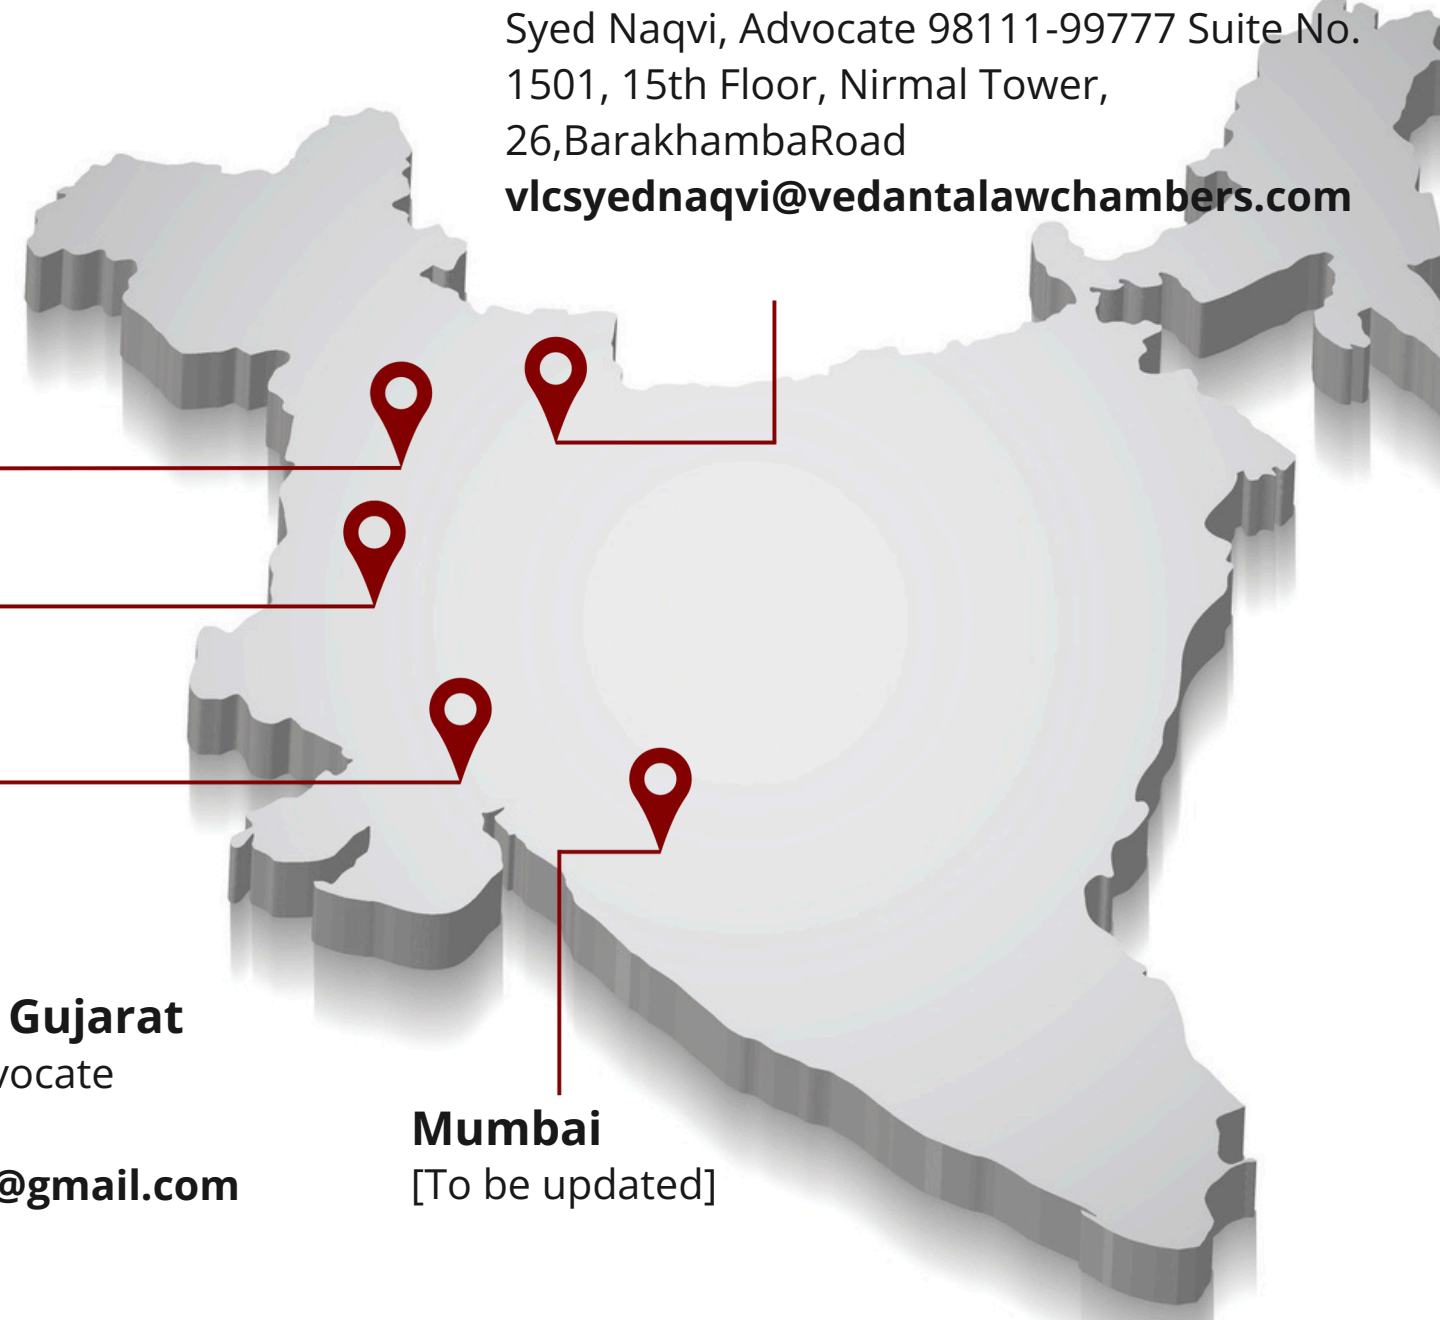 Syed Naqvi, Advocate 98111-99777 Suite No.
1501, 15th Floor, Nirmal Tower,
26,BarakhambaRoad
vlcsyednaqvi@vedantalawchambers.com
Gujarat
vocate
@gmail.com
Mumbai
[To be updated]